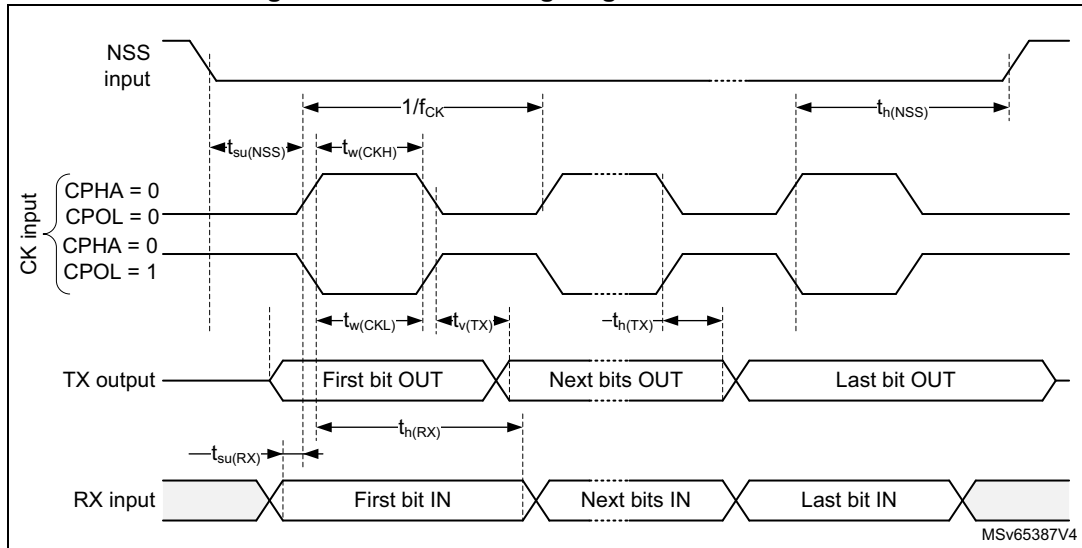 NSS
input
1/fCK
th(NSS)
tsu(NSS)
tw(CKH)
CK input
CPHA = 0
CPOL = 0
CPHA = 0
CPOL = 1
tw(CKL)
tv(TX)
th(TX)
TX output
First bit OUT
Next bits OUT
Last bit OUT
th(RX)
tsu(RX)
RX input
First bit IN
Next bits IN
Last bit IN
MSv65387V4